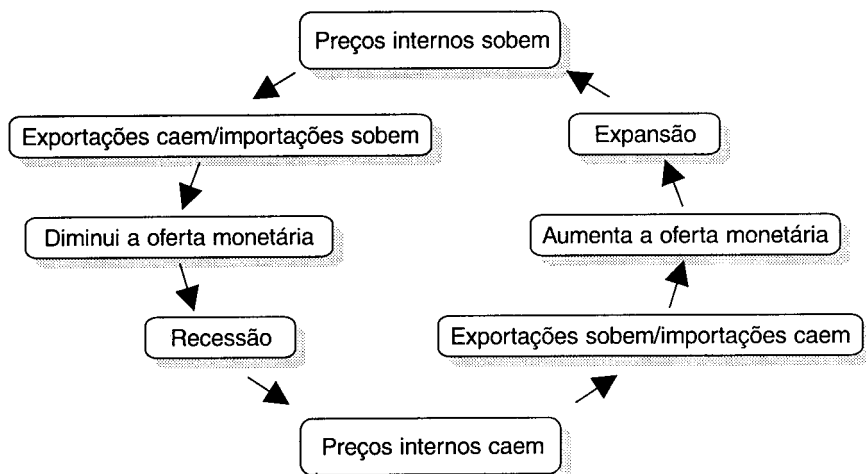 Preços internos sobem
Exportações caem/importações sobem
Expansão
Diminui a oferta monetária
Aumenta a oferta monetária
Recessão
Exportações sobem/importações caem
Preços internos caem